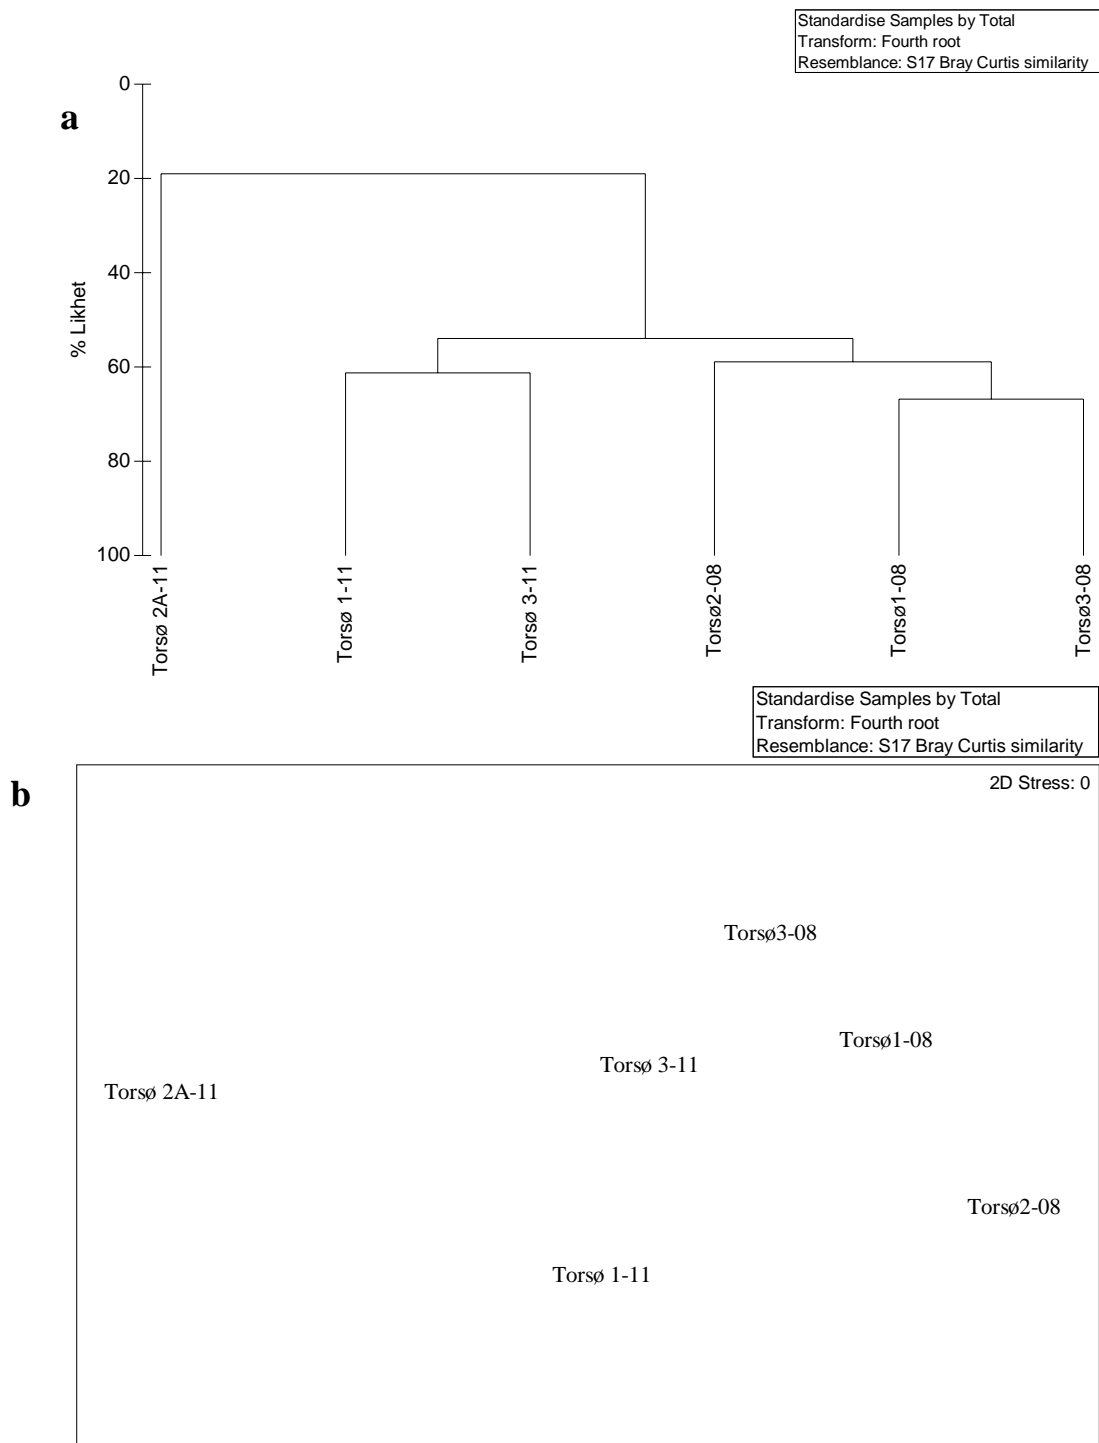 Standardise Samples by Total
Transform: Fourth root
Resemblance: S17 Bray Curtis similarity
a
0
20
40
60
80
100
% Likhet
Torsø 2A-11
Torsø 1-11
Torsø 3-11
Torsø2-08
Torsø1-08
Torsø3-08
Standardise Samples by Total
Transform: Fourth root
Resemblance: S17 Bray Curtis similarity
b
2D Stress: 0
Torsø3-08
Torsø1-08
Torsø 3-11
Torsø 2A-11
Torsø2-08
Torsø 1-11